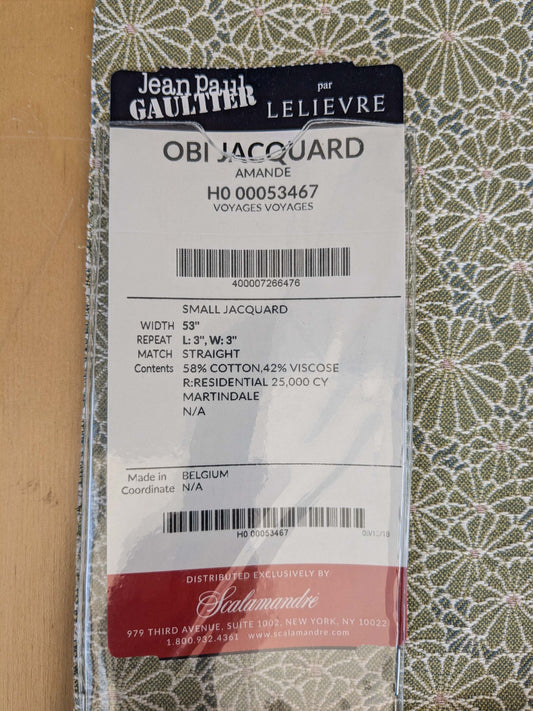 Jean Paul
GAULTIER
par
LELIEVRE
OBI JACQUARD
AMANDE
H0 00053467
VOYAGES VOYAGES
400007266476
SMALL JACQUARD
WIDTH 53"
REPEAT L: 3", W: 3"
MATCH STRAIGHT
Contents 58% COTTON,42% VISCOSE
R:RESIDENTIAL 25,000 CY
MARTINDALE
N/A
Made in BELGIUM
Coordinate N/A
H0 00053467
DISTRIBUTED EXCLUSIVELY BY
Scalamandré
979 THIRD AVENUE, SUITE 1002, NEW YORK, NY 10022
1.800.932.4361 www.scalamandre.com